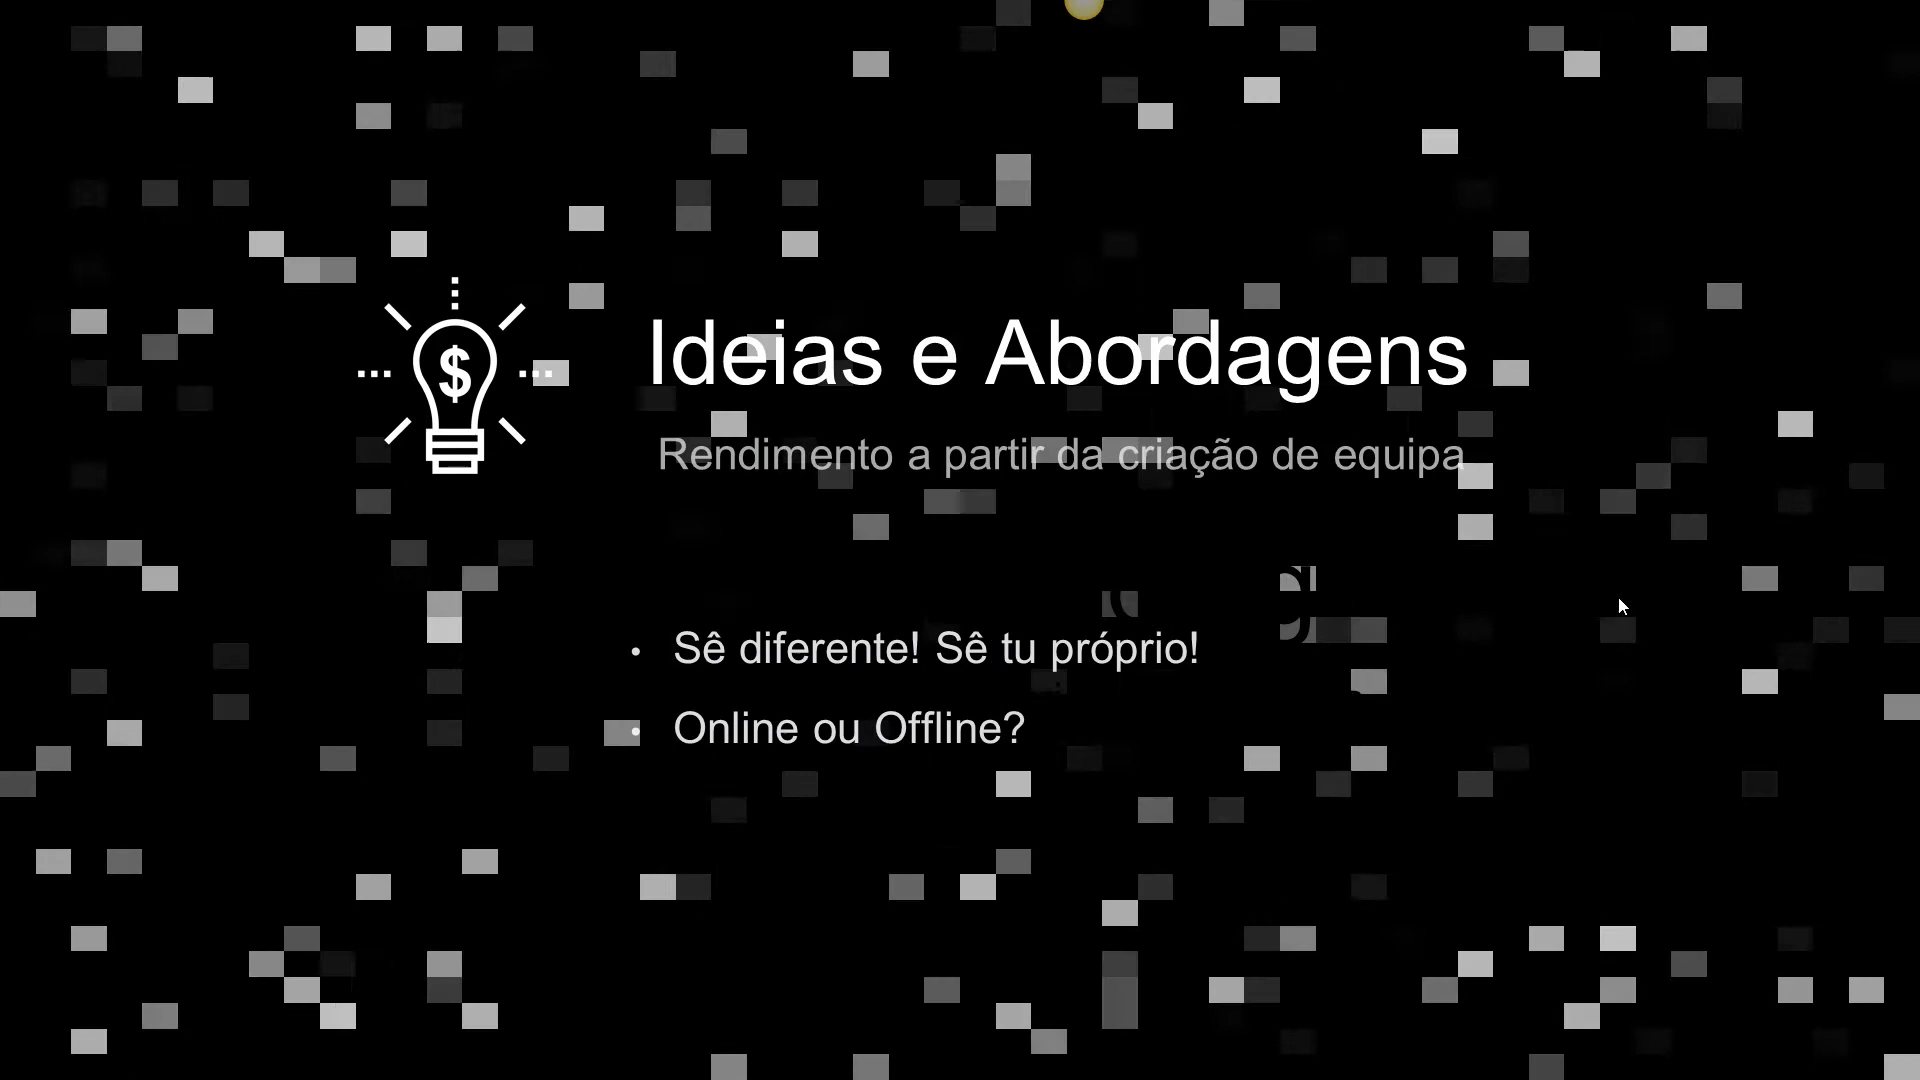 $
Ideias e Abordagens
Rendimento a partir da criação de equipa
• Sê diferente! Sê tu próprio!
• Online ou Offline?